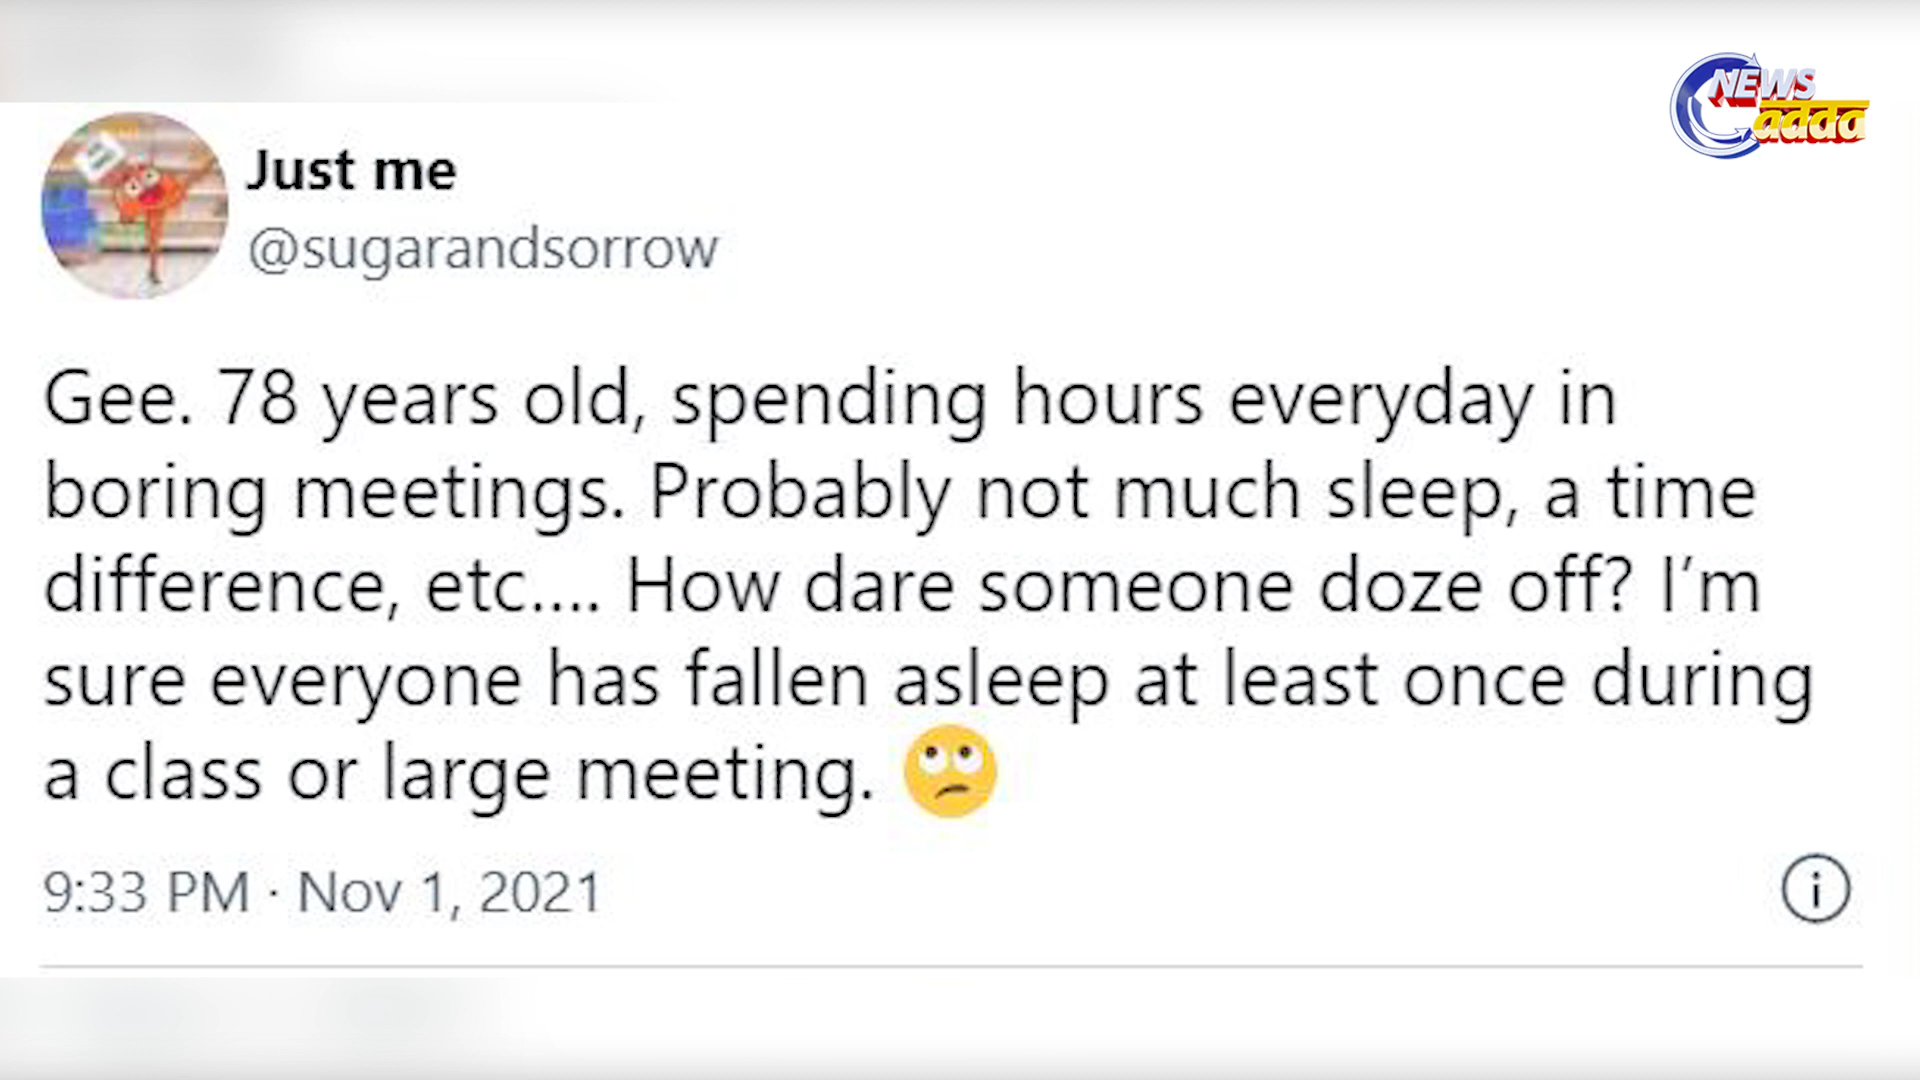 NEWS
adda
Just me
@sugarandsorrow
Gee. 78 years old, spending hours everyday in
boring meetings. Probably not much sleep, a time
difference, etc.... How dare someone doze off? I'm
sure everyone has fallen asleep at least once during
a class or large meeting. 🙄
9:33 PM · Nov 1, 2021